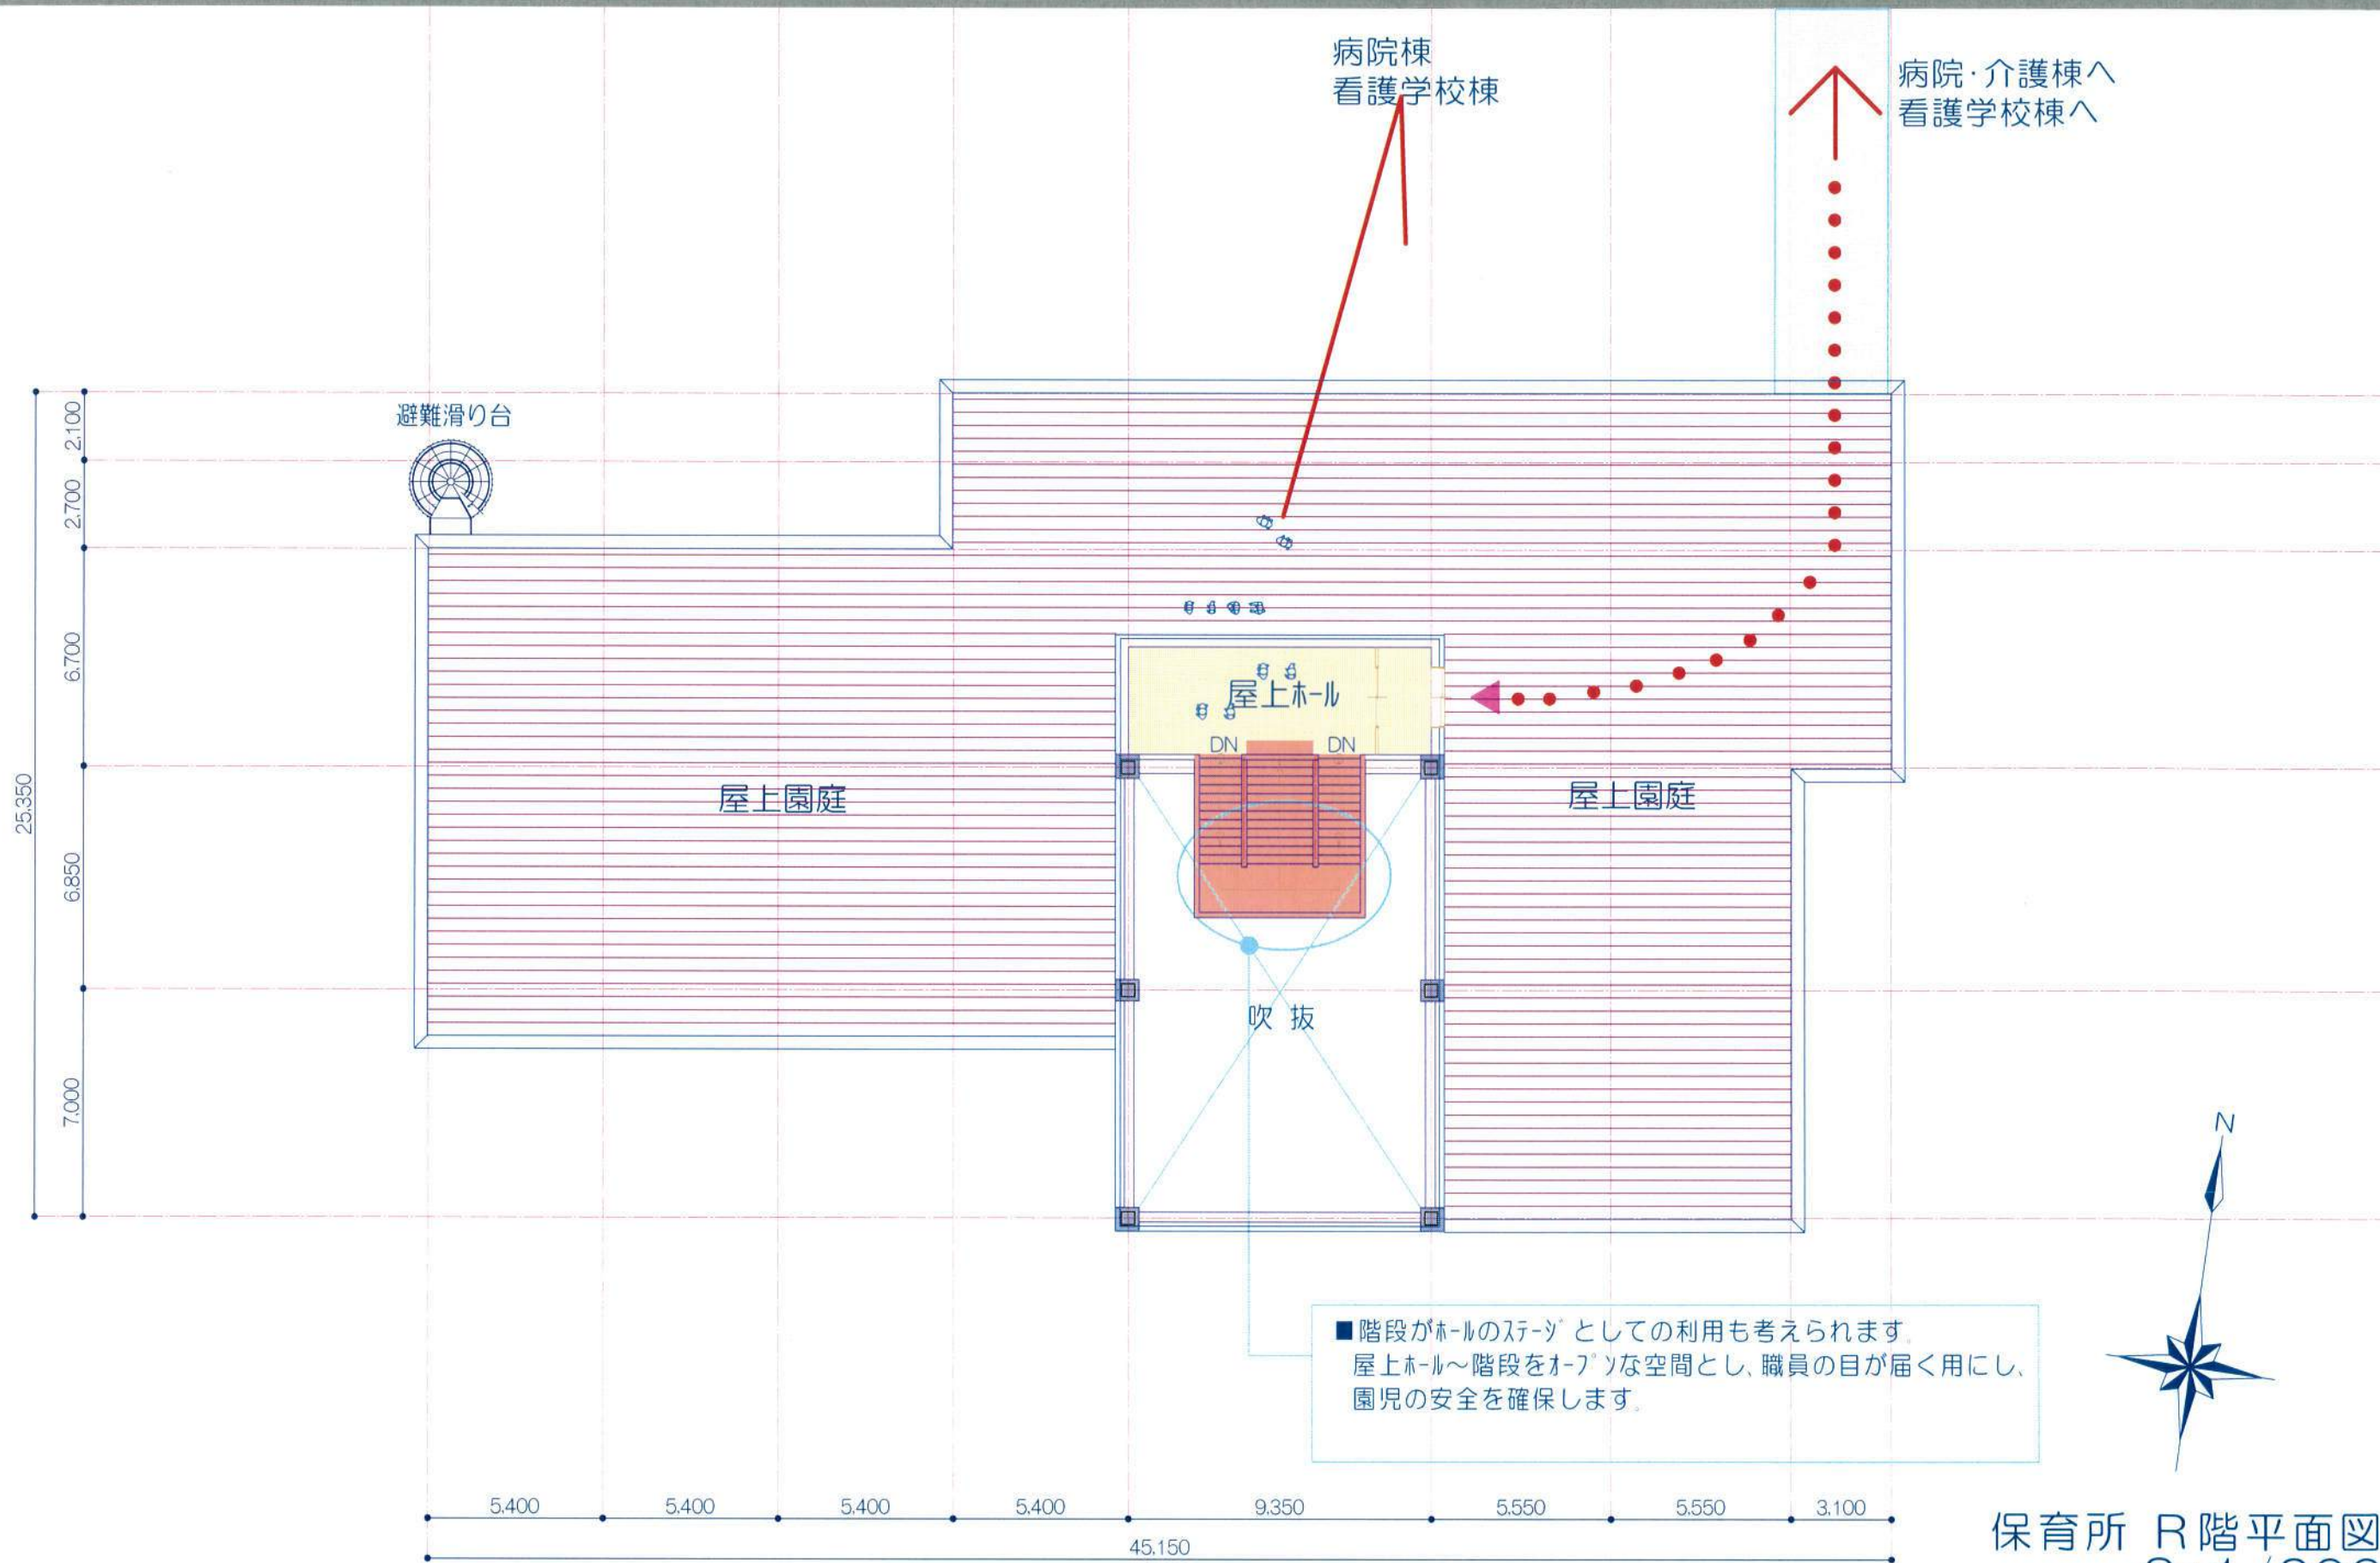 病院棟
看護学校棟
病院・介護棟へ
看護学校棟へ
避難滑り台
2,100
2,700
6,700
6,850
7,000
25,350
屋上ホール
DN
DN
屋上園庭
屋上園庭
吹 抜
N
■階段がホールのステージとしての利用も考えられます。
屋上ホール～階段をオープンな空間とし、職員の目が届く用にし、
園児の安全を確保します。
5,400
5,400
5,400
5,400
9,350
5,550
5,550
3,100
45,150
保育所 R階平面図